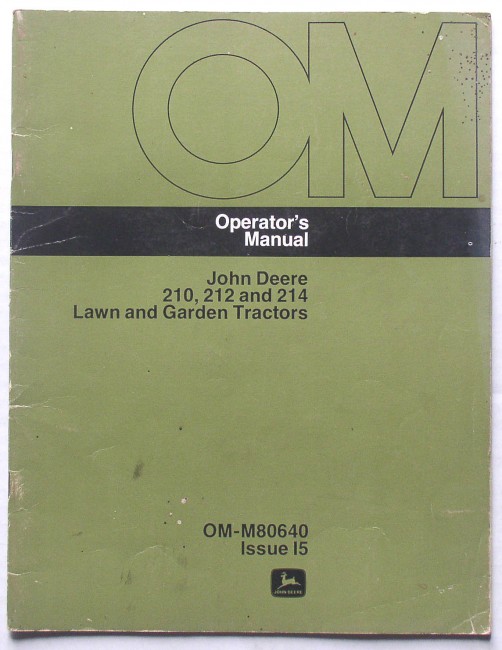 OM
Operator's
Manual
John Deere
210, 212 and 214
Lawn and Garden Tractors
OM-M80640
Issue I5
JOHN DEERE